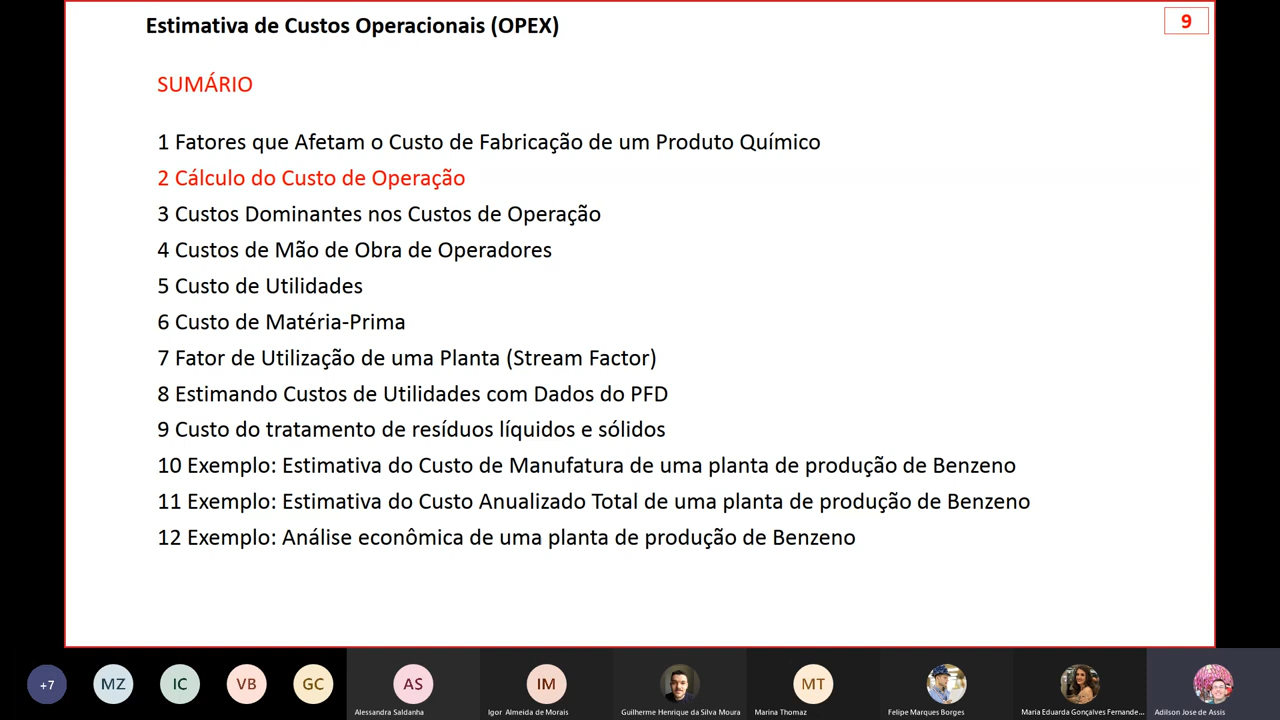 Estimativa de Custos Operacionais (OPEX)
9
SUMÁRIO
1 Fatores que Afetam o Custo de Fabricação de um Produto Químico
2 Cálculo do Custo de Operação
3 Custos Dominantes nos Custos de Operação
4 Custos de Mão de Obra de Operadores
5 Custo de Utilidades
6 Custo de Matéria-Prima
7 Fator de Utilização de uma Planta (Stream Factor)
8 Estimando Custos de Utilidades com Dados do PFD
9 Custo do tratamento de resíduos líquidos e sólidos
10 Exemplo: Estimativa do Custo de Manufatura de uma planta de produção de Benzeno
11 Exemplo: Estimativa do Custo Anualizado Total de uma planta de produção de Benzeno
12 Exemplo: Análise econômica de uma planta de produção de Benzeno
+7 MZ IC VB GC AS IM MT
Alessandra Saldanha Igor Almeida de Morais Guilherme Henrique da Silva Moura Marina Thomaz Felipe Marques Borges Maria Eduarda Gonçalves Fernande... Adilson Jose de Assis